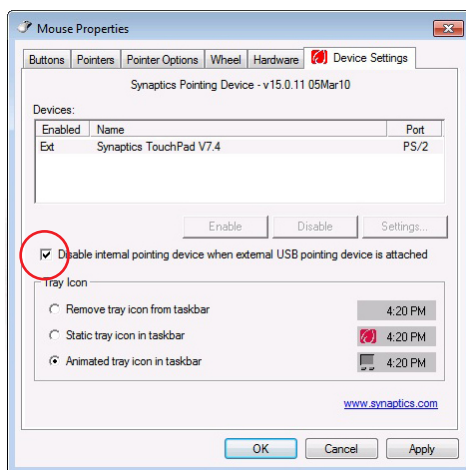 Mouse Properties
Buttons Pointers Pointer Options Wheel Hardware Device Settings
Synaptics Pointing Device - v15.0.11 05Mar10
Devices:
Enabled Name Port
Ext Synaptics TouchPad V7.4 PS/2
Enable Disable Settings...
Disable internal pointing device when external USB pointing device is attached
Tray Icon
Remove tray icon from taskbar 4:20 PM
Static tray icon in taskbar 4:20 PM
Animated tray icon in taskbar 4:20 PM
www.synaptics.com
OK Cancel Apply